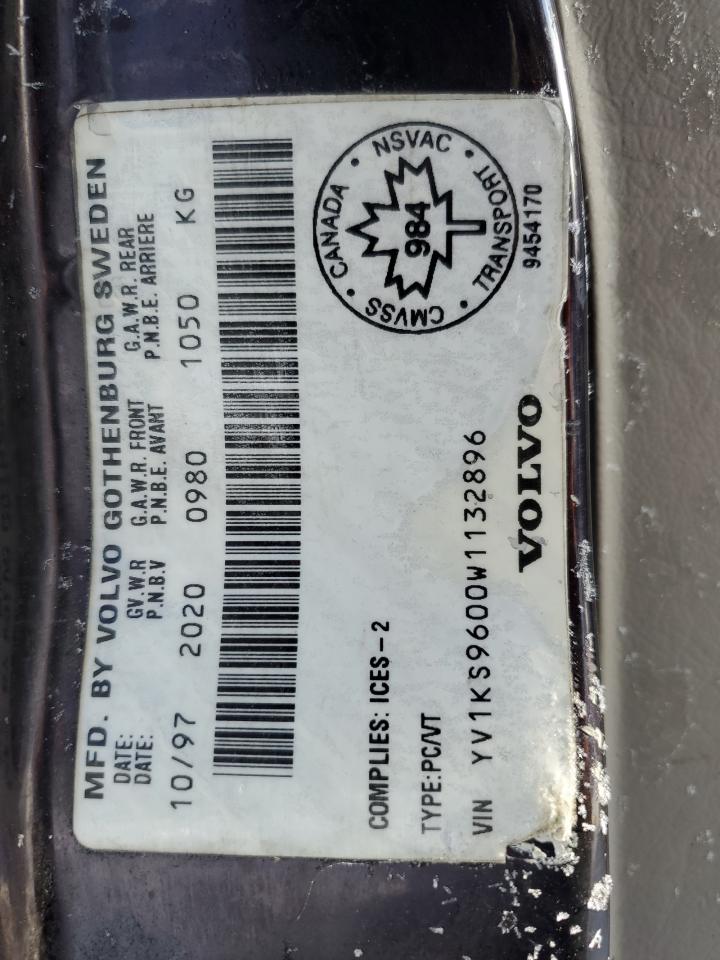 MFD. BY VOLVO GOTHENBURG SWEDEN
DATE: GV.W.R G.A.W.R. FRONT G.A.W.R. REAR
DATE: P.N.B.V P.N.B.E. AVANT P.N.B.E. ARRIERE
10/97 2020 0980 1050 KG
COMPLIES: ICES-2
TYPE:PC/VT
VIN YV1KS9600W1132896
VOLVO
CANADA • NSVAC • TRANSPORT • CMVSS •
984
9454170